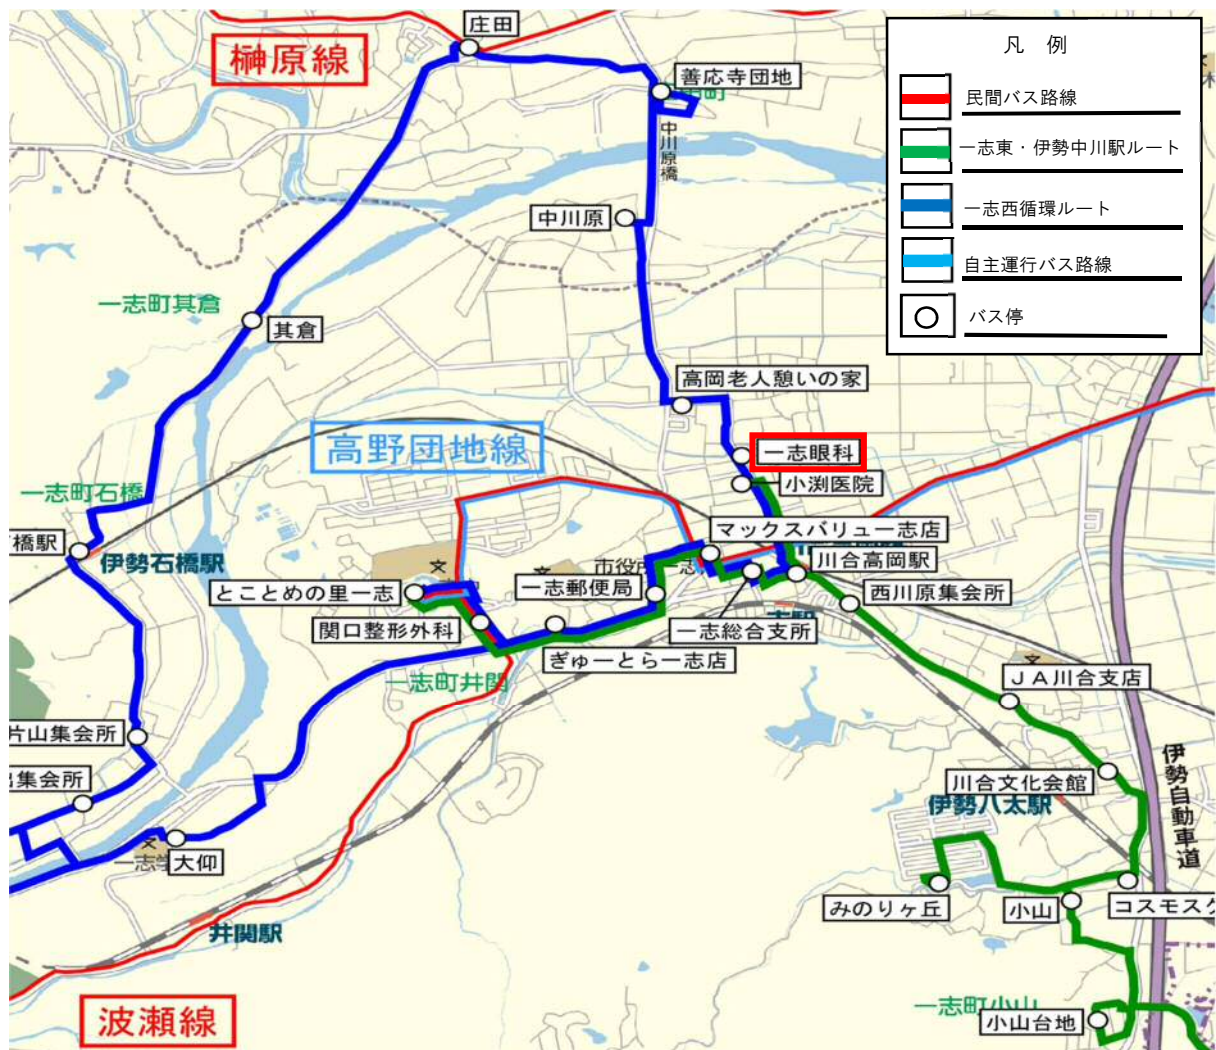 庄田
榊原線
善応寺団地
中川原橋
中川原
凡 例
民間バス路線
一志東・伊勢中川駅ルート
一志西循環ルート
自主運行バス路線
バス停
一志町其倉
其倉
高岡老人憩いの家
高野団地線
一志眼科
小渕医院
一志町石橋
橋駅
伊勢石橋駅
マックスバリュー一志店
川合高岡駅
とことめの里一志
一志郵便局
西川原集会所
関口整形外科
一志総合支所
ぎゅーとら一志店
一志町井関
JA川合支店
片山集会所
集会所
川合文化会館
伊勢八太駅
伊勢自動車道
大仰
みのりヶ丘
小山
コスモスク
井関駅
一志町小山
小山台地
波瀬線